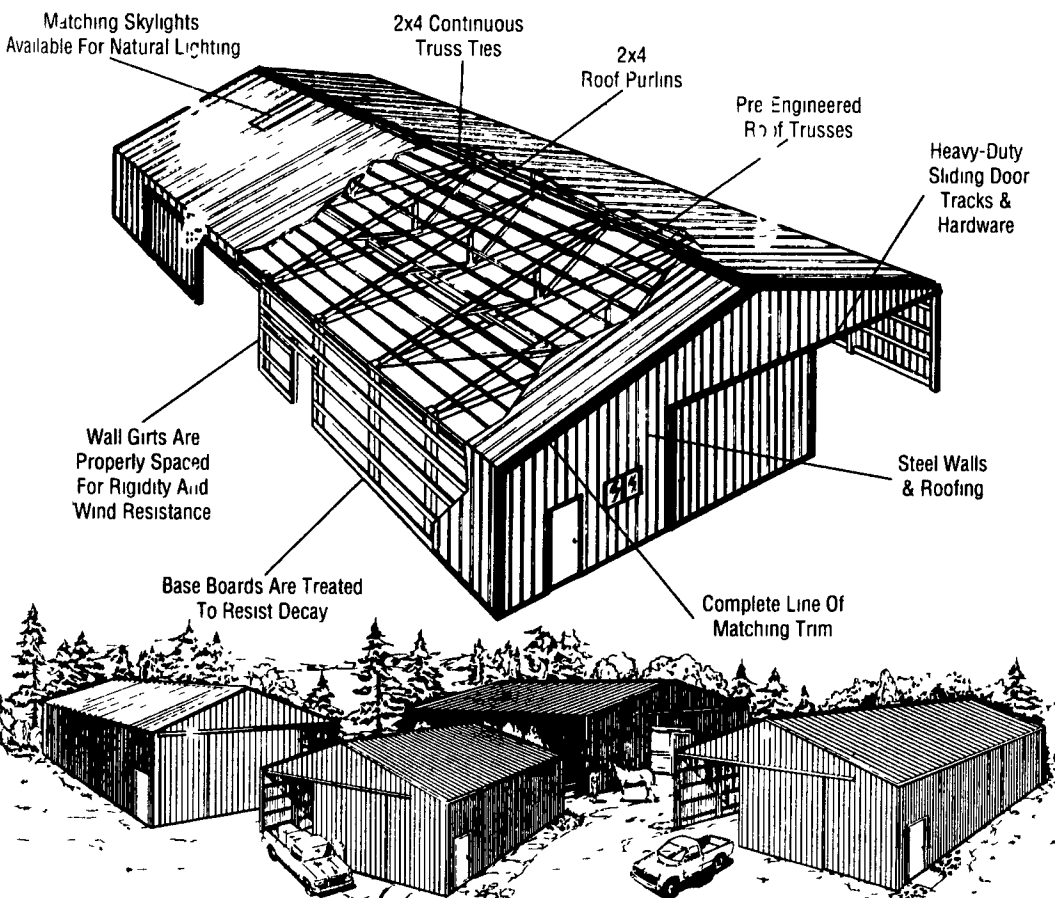 Matching Skylights
Available For Natural Lighting
2x4 Continuous
Truss Ties
2x4
Roof Purlins
Pre Engineered
Roof Trusses
Heavy-Duty
Sliding Door
Tracks &
Hardware
Wall Girts Are
Properly Spaced
For Rigidity And
Wind Resistance
Steel Walls
& Roofing
Base Boards Are Treated
To Resist Decay
Complete Line Of
Matching Trim